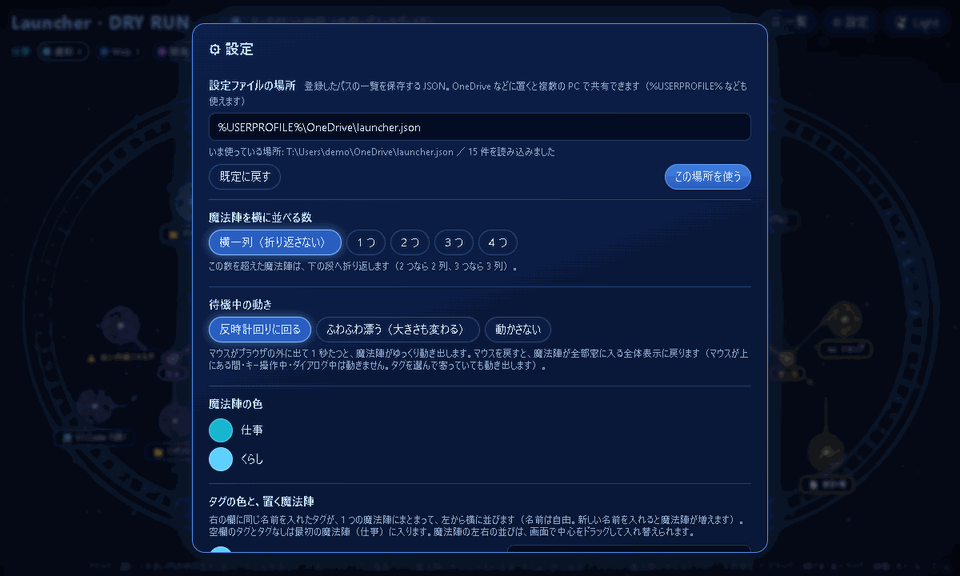 Launcher · DRY RUN
設定
Light
⚙ 設定
設定ファイルの場所 登録したパスの一覧を保存する JSON。OneDrive などに置くと複数の PC で共有できます（%USERPROFILE% なども
使えます）
%USERPROFILE%\OneDrive\launcher.json
いま使っている場所: T:\Users\demo\OneDrive\launcher.json ／ 15 件を読み込みました
既定に戻す
この場所を使う
魔法陣を横に並べる数
横一列（折り返さない）
1 つ
2 つ
3 つ
4 つ
この数を超えた魔法陣は、下の段へ折り返します（2 つなら 2 列、3 つなら 3 列）。
待機中の動き
反時計回りに回る
ふわふわ漂う（大きさも変わる）
動かさない
マウスがブラウザの外に出て 1 秒たつと、魔法陣がゆっくり動き出します。マウスを戻すと、魔法陣が全部窓に入る全体表示に戻ります（マウスが上
にある間・キー操作中・ダイアログ中は動きません。タグを選んで寄っていても動き出します）。
魔法陣の色
仕事
くらし
タグの色と、置く魔法陣
右の欄に同じ名前を入れたタグが、1 つの魔法陣にまとまって、左から横に並びます（名前は自由。新しい名前を入れると魔法陣が増えます）。
空欄のタグとタグなしは最初の魔法陣（仕事）に入ります。魔法陣の左右の並びは、画面で中心をドラッグして入れ替えられます。